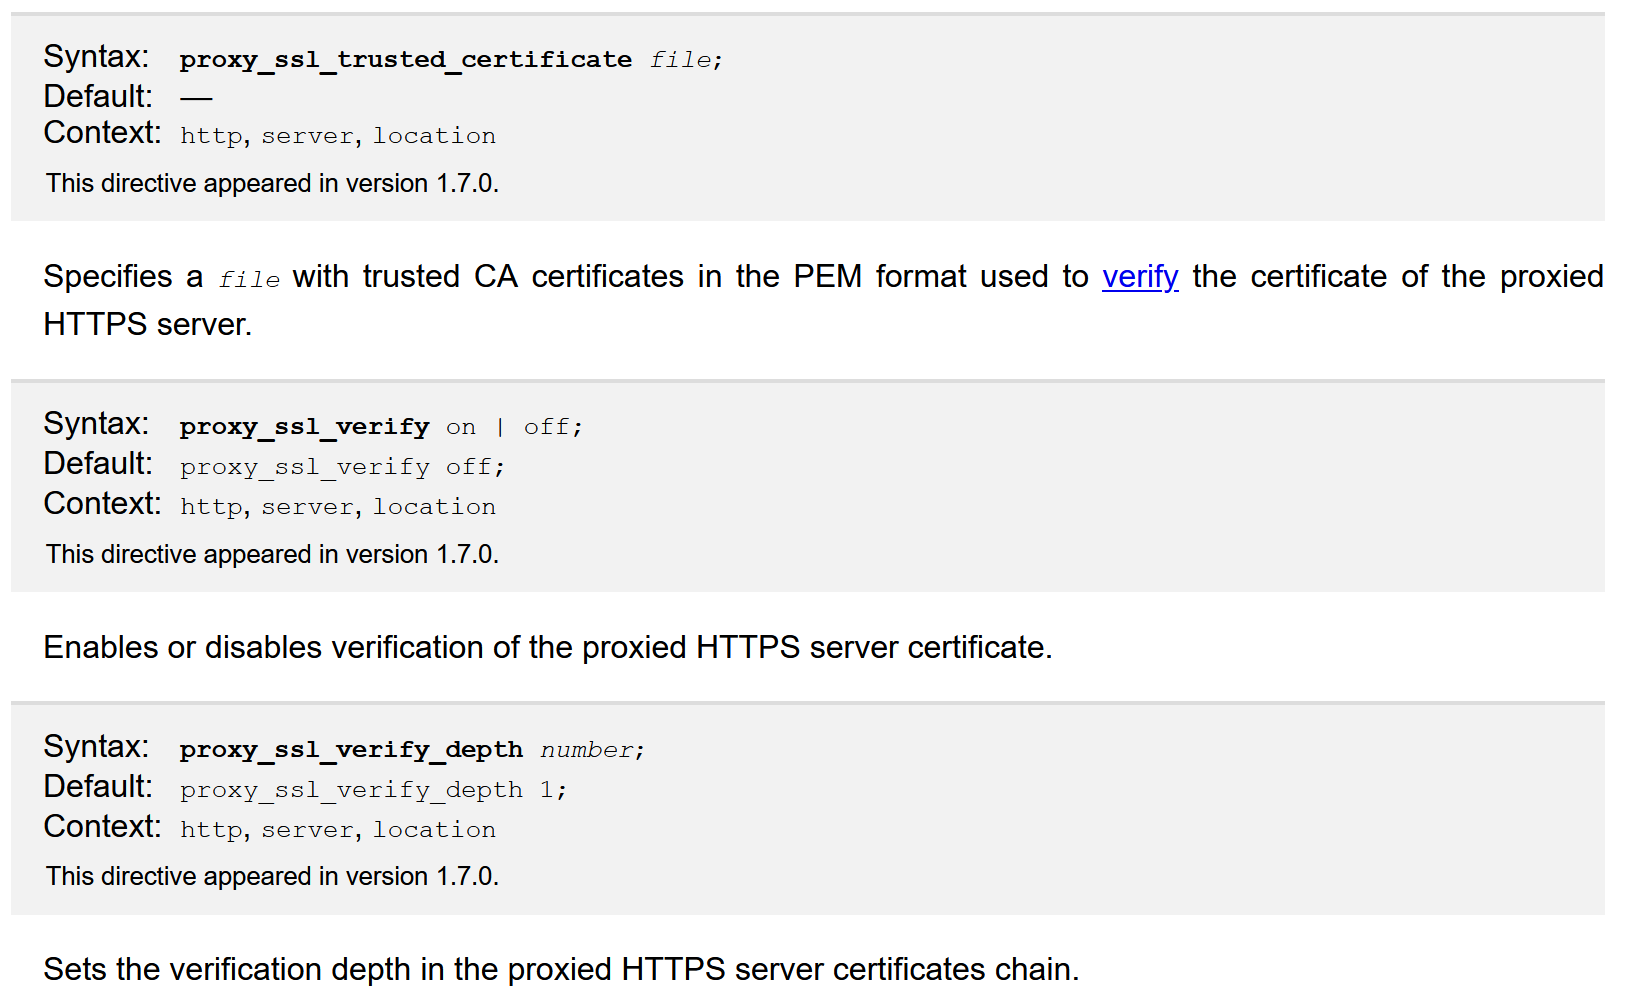 Syntax: proxy_ssl_trusted_certificate file;
Default: —
Context: http, server, location
This directive appeared in version 1.7.0.
Specifies a file with trusted CA certificates in the PEM format used to verify the certificate of the proxied
HTTPS server.
Syntax: proxy_ssl_verify on | off;
Default: proxy_ssl_verify off;
Context: http, server, location
This directive appeared in version 1.7.0.
Enables or disables verification of the proxied HTTPS server certificate.
Syntax: proxy_ssl_verify_depth number;
Default: proxy_ssl_verify_depth 1;
Context: http, server, location
This directive appeared in version 1.7.0.
Sets the verification depth in the proxied HTTPS server certificates chain.